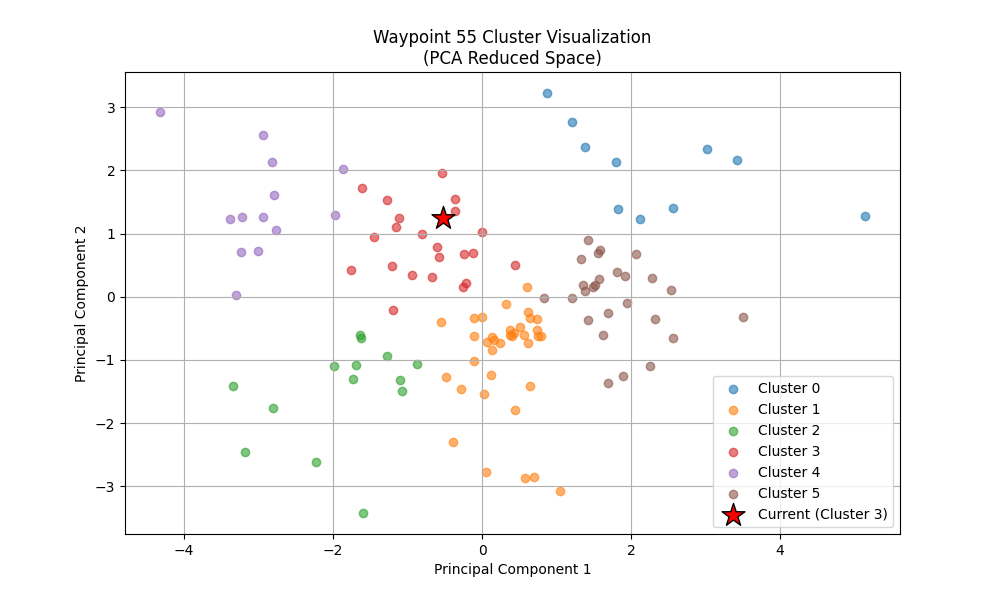 Waypoint 55 Cluster Visualization
(PCA Reduced Space)
Principal Component 2
3
2
1
0
−1
−2
−3
−4
−2
0
2
4
Principal Component 1
Cluster 0
Cluster 1
Cluster 2
Cluster 3
Cluster 4
Cluster 5
Current (Cluster 3)